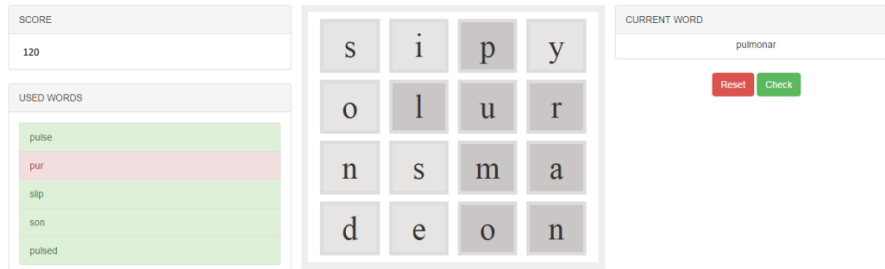 SCORE
120
USED WORDS
pulse
pur
slip
son
pulsed
s i p y
o l u r
n s m a
d e o n
CURRENT WORD
pulmonar
Reset Check